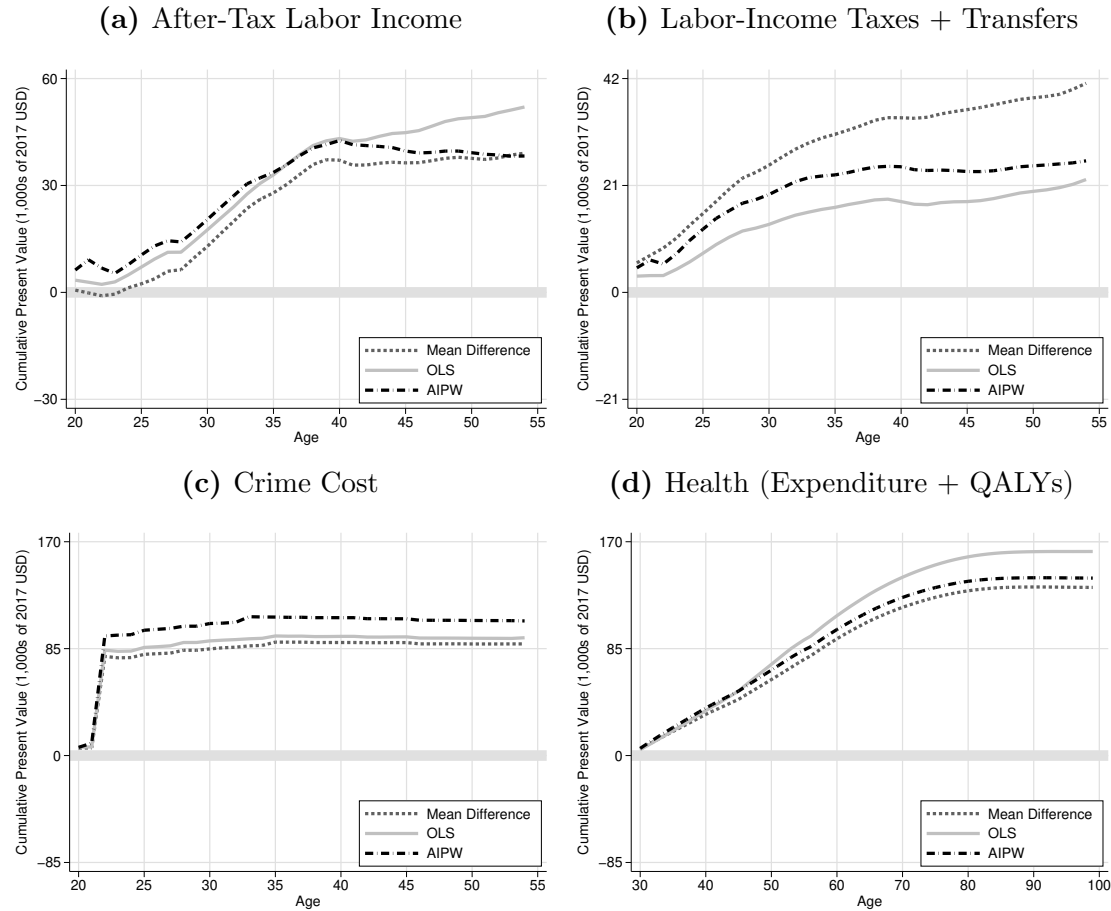 (a) After-Tax Labor Income
Cumulative Present Value (1,000s of 2017 USD)
60
30
0
−30
20 25 30 35 40 45 50 55
Age
Mean Difference
OLS
AIPW
(b) Labor-Income Taxes + Transfers
Cumulative Present Value (1,000s of 2017 USD)
42
21
0
−21
20 25 30 35 40 45 50 55
Age
Mean Difference
OLS
AIPW
(c) Crime Cost
Cumulative Present Value (1,000s of 2017 USD)
170
85
0
−85
20 25 30 35 40 45 50 55
Age
Mean Difference
OLS
AIPW
(d) Health (Expenditure + QALYs)
Cumulative Present Value (1,000s of 2017 USD)
170
85
0
−85
30 40 50 60 70 80 90 100
Age
Mean Difference
OLS
AIPW